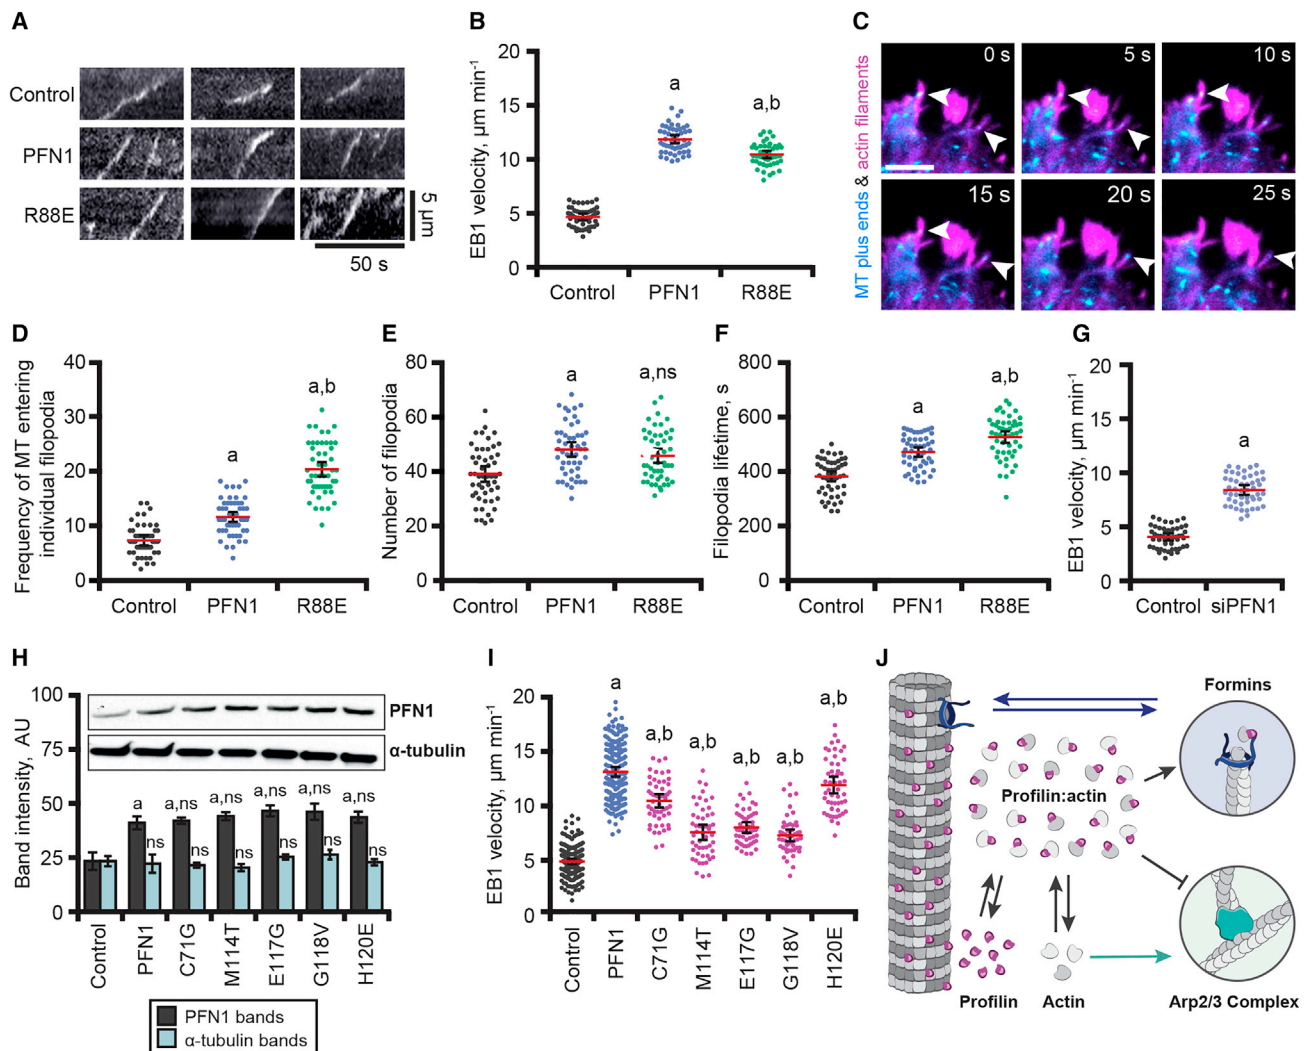 A
Control
PFN1
R88E
5 µm
50 s
B
EB1 velocity, µm min⁻¹
20
15
10
5
0
a
a,b
Control
PFN1
R88E
C
MT plus ends & actin filaments
0 s
5 s
10 s
15 s
20 s
25 s
D
Frequency of MT entering
individual filopodia
40
30
20
10
0
a
a,b
Control
PFN1
R88E
E
Number of filopodia
80
60
40
20
0
a
a,ns
Control
PFN1
R88E
F
Filopodia lifetime, s
800
600
400
200
0
a
a,b
Control
PFN1
R88E
G
EB1 velocity, µm min⁻¹
20
15
10
5
0
a
Control
siPFN1
H
Band intensity, AU
100
75
50
25
0
PFN1
α-tubulin
a
a,ns
a,ns
a,ns
a,ns
a,ns
ns
ns
ns
ns
ns
ns
Control
PFN1
C71G
M114T
E117G
G118V
H120E
PFN1 bands
α-tubulin bands
I
EB1 velocity, µm min⁻¹
20
15
10
5
0
a
a,b
a,b
a,b
a,b
a,b
Control
PFN1
C71G
M114T
E117G
G118V
H120E
J
Formins
Profilin:actin
Profilin
Actin
Arp2/3 Complex